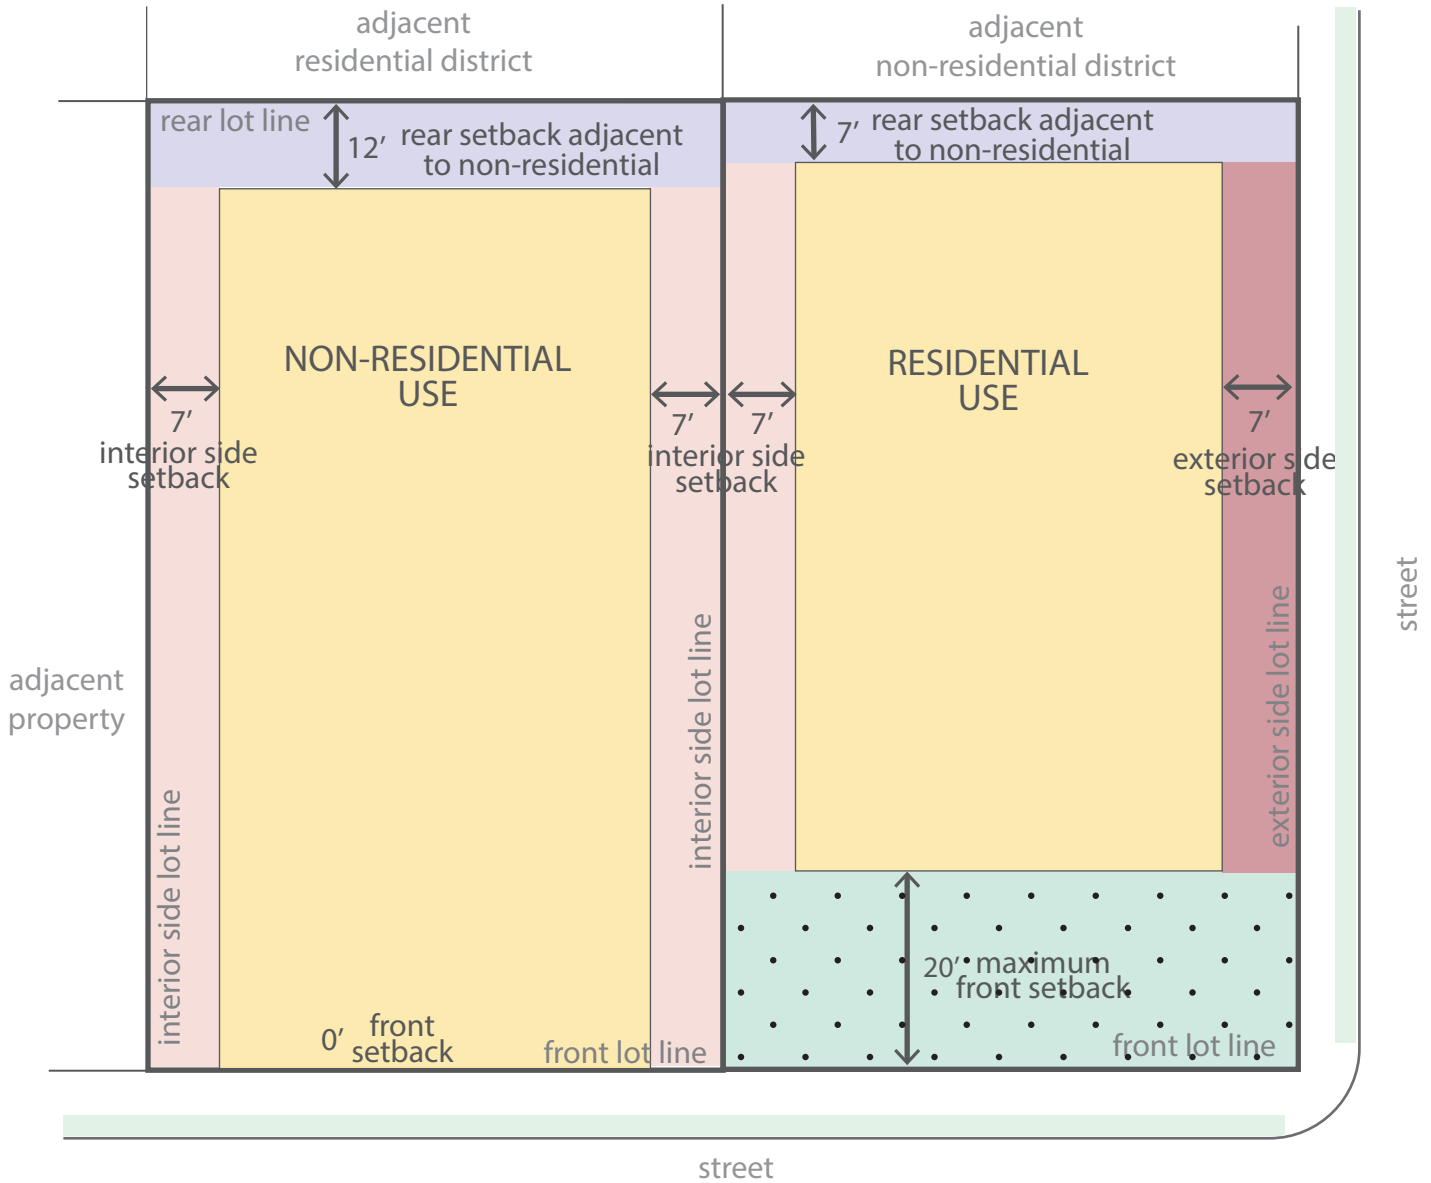 adjacent
residential district
adjacent
non-residential district
rear lot line
12′
rear setback adjacent
to non-residential
7′
rear setback adjacent
to non-residential
NON-RESIDENTIAL
USE
RESIDENTIAL
USE
7′
interior side
setback
7′
7′
interior side
setback
7′
exterior side
setback
adjacent
property
interior side lot line
interior side lot line
exterior side lot line
street
0′
front
setback
front lot line
20′
maximum
front setback
front lot line
street